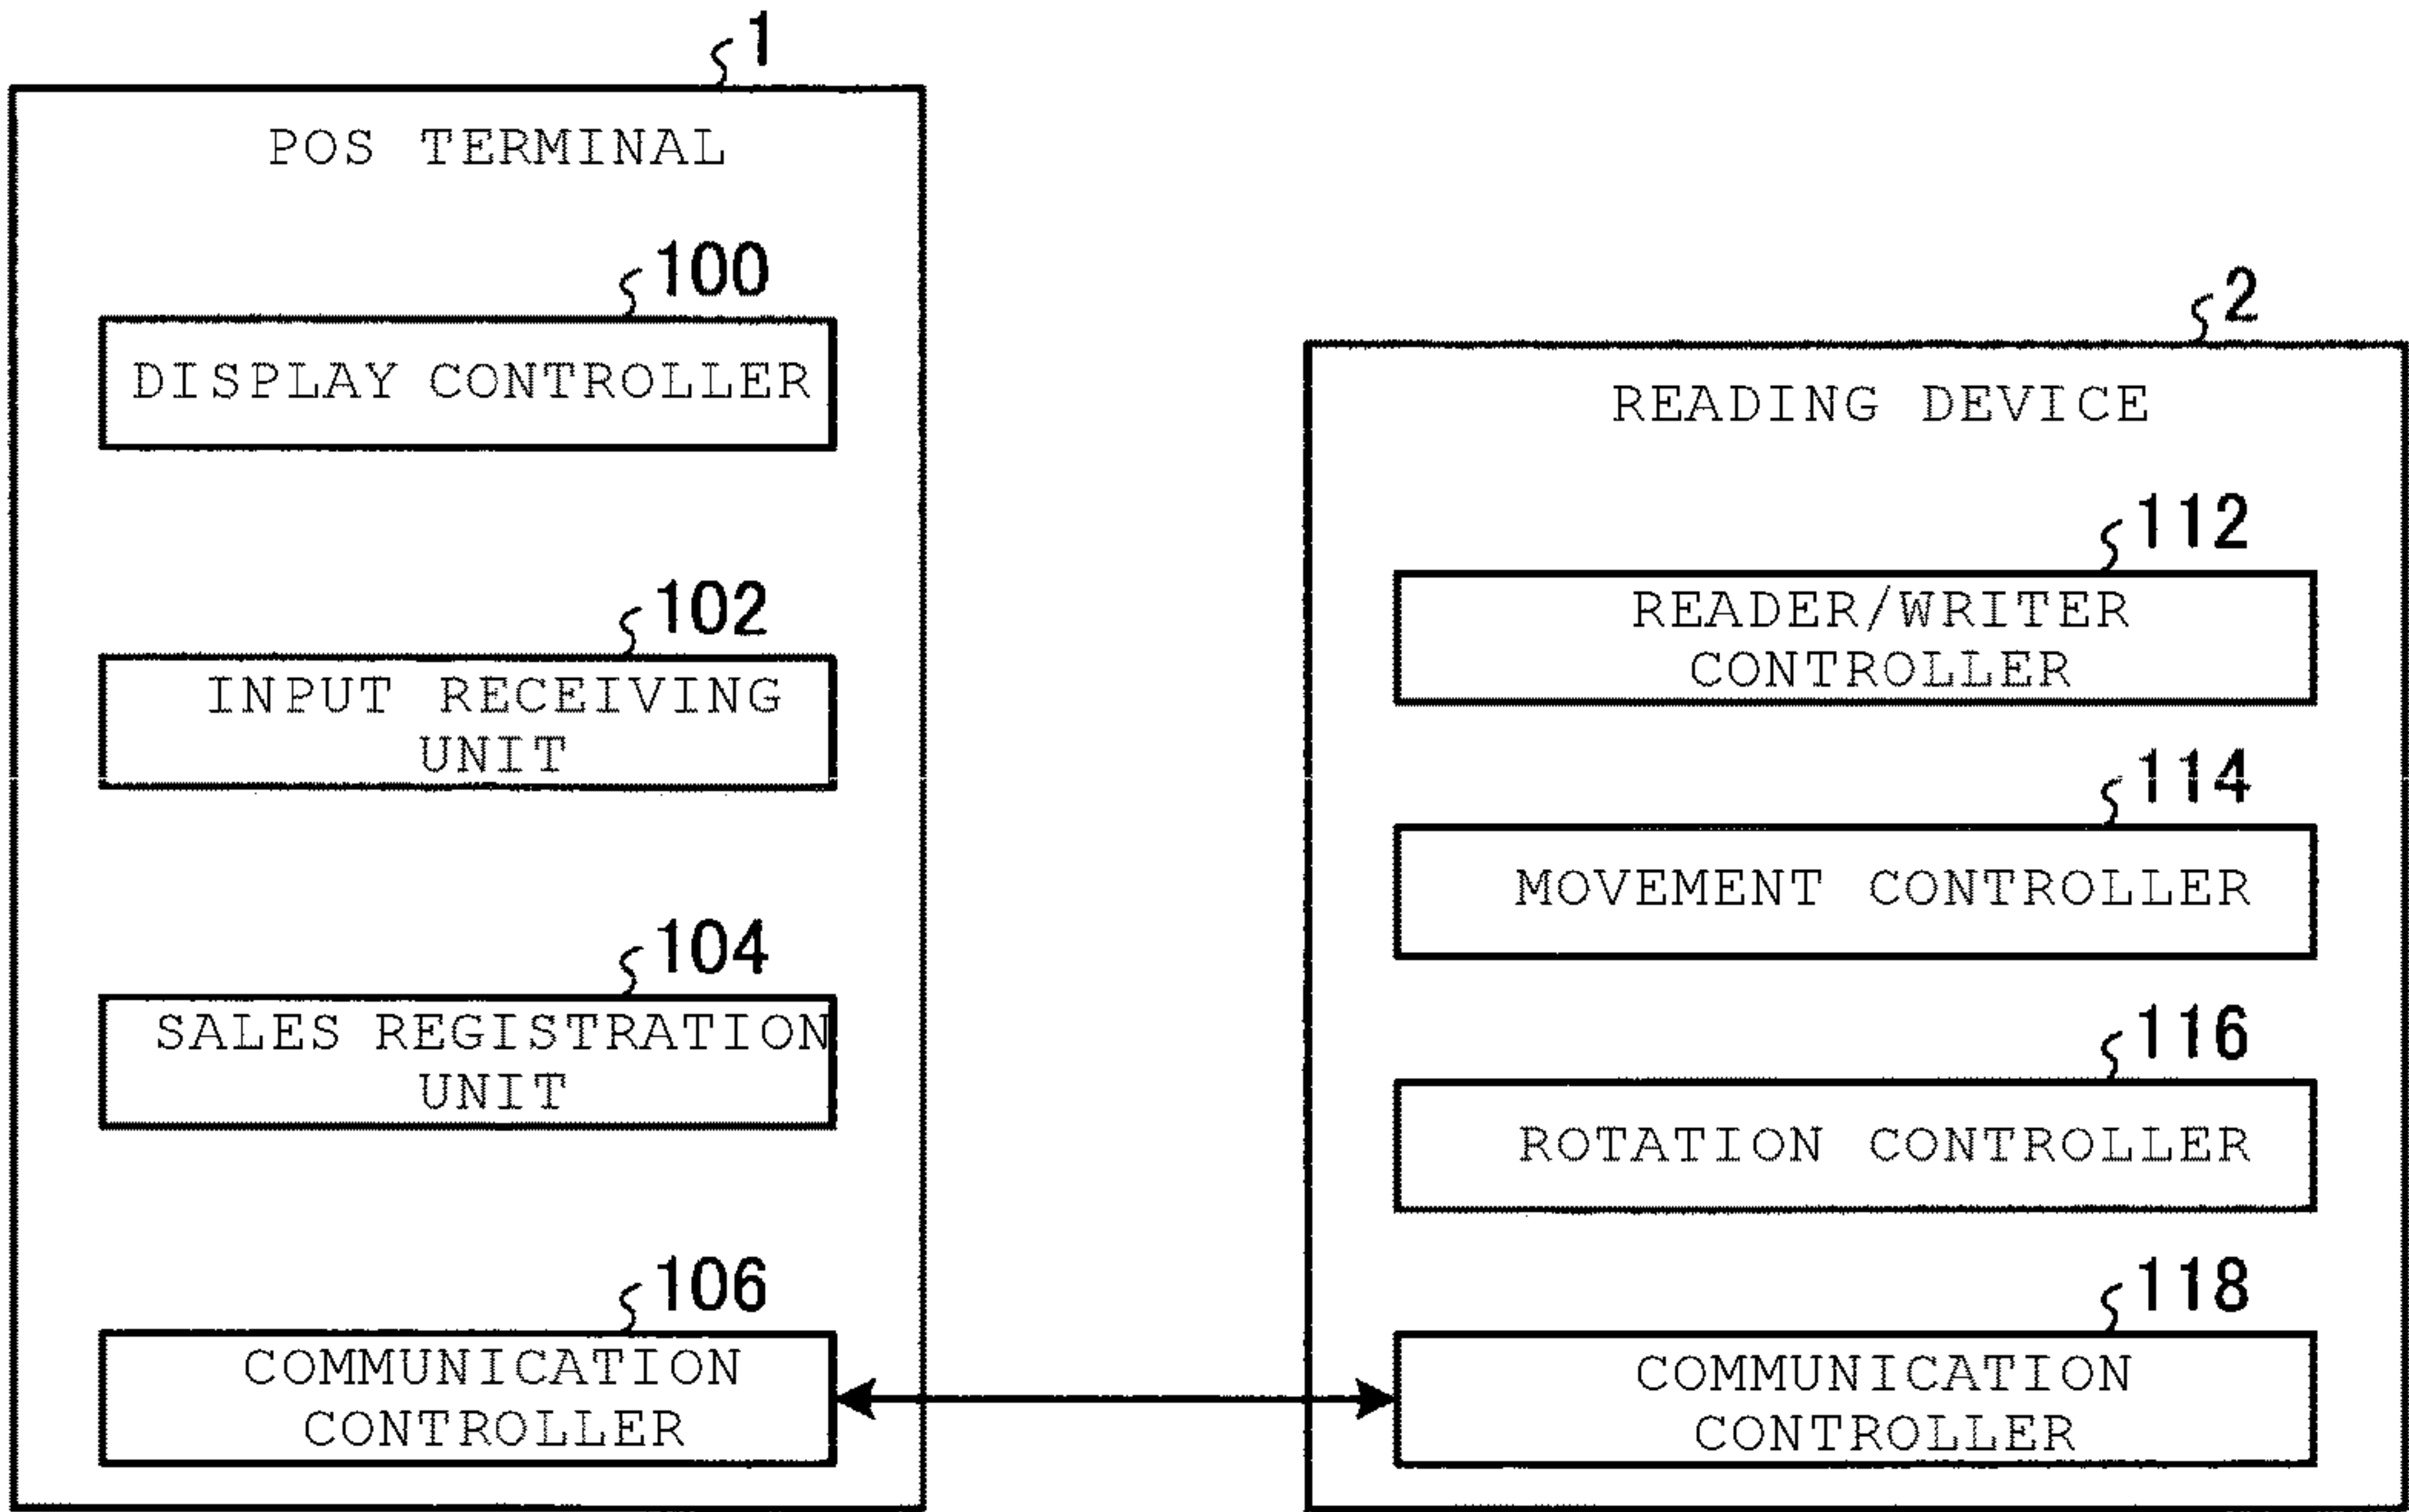 1
POS TERMINAL
100
DISPLAY CONTROLLER
102
INPUT RECEIVING
UNIT
104
SALES REGISTRATION
UNIT
106
COMMUNICATION
CONTROLLER
2
READING DEVICE
112
READER/WRITER
CONTROLLER
114
MOVEMENT CONTROLLER
116
ROTATION CONTROLLER
118
COMMUNICATION
CONTROLLER